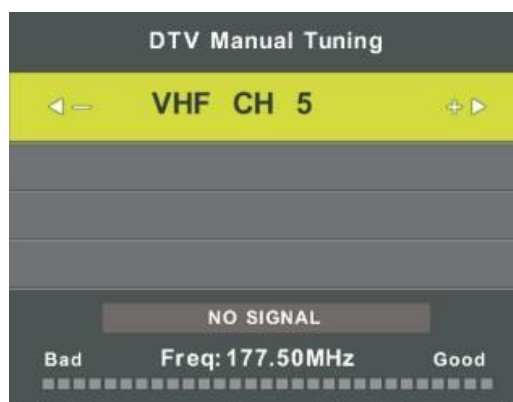 DTV Manual Tuning
VHF CH 5
NO SIGNAL
Bad Freq:177.50MHz Good